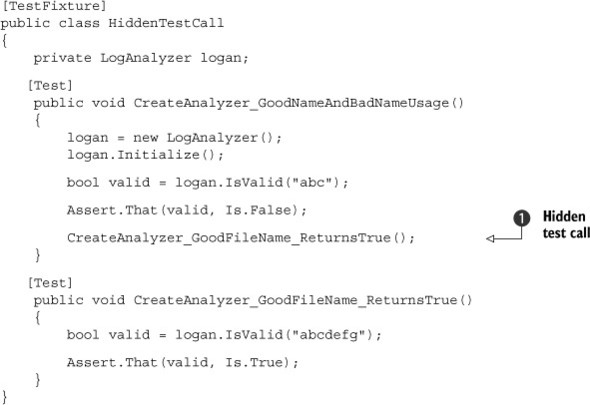 [TestFixture]
public class HiddenTestCall
{
    private LogAnalyzer logan;
    [Test]
    public void CreateAnalyzer_GoodNameAndBadNameUsage()
    {
        logan = new LogAnalyzer();
        logan.Initialize();
        bool valid = logan.IsValid("abc");
        Assert.That(valid, Is.False);
        CreateAnalyzer_GoodFileName_ReturnsTrue();
1 Hidden
test call
    }
    [Test]
    public void CreateAnalyzer_GoodFileName_ReturnsTrue()
    {
        bool valid = logan.IsValid("abcdefg");
        Assert.That(valid, Is.True);
    }
}